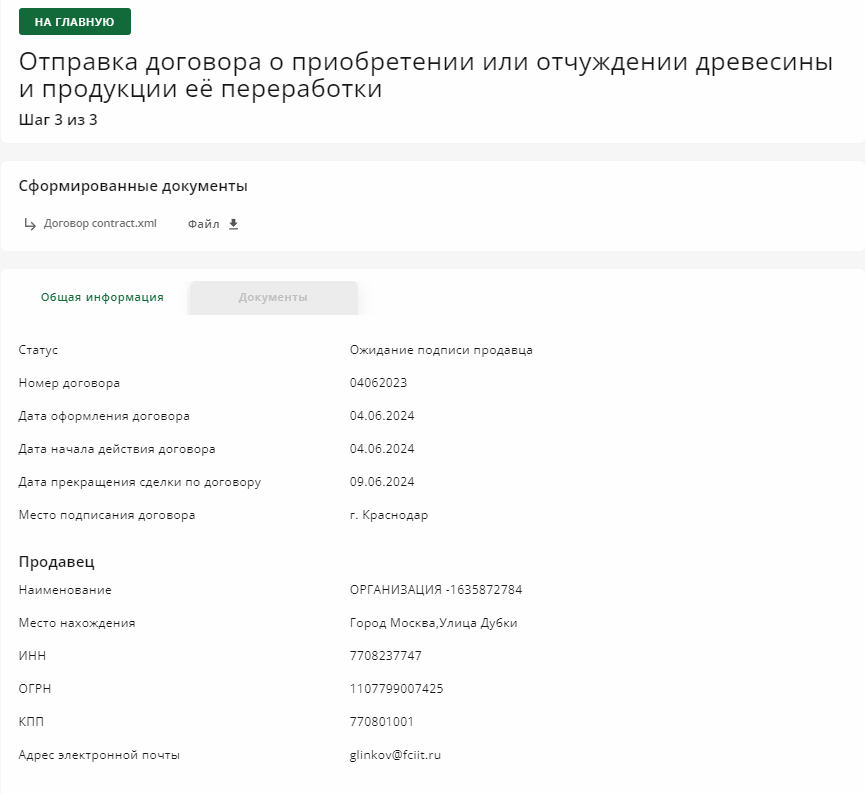 НА ГЛАВНУЮ
Отправка договора о приобретении или отчуждении древесины
и продукции её переработки
Шаг 3 из 3
Сформированные документы
Договор contract.xml Файл
Общая информация Документы
Статус Ожидание подписи продавца
Номер договора 04062023
Дата оформления договора 04.06.2024
Дата начала действия договора 04.06.2024
Дата прекращения сделки по договору 09.06.2024
Место подписания договора г. Краснодар
Продавец
Наименование ОРГАНИЗАЦИЯ -1635872784
Место нахождения Город Москва,Улица Дубки
ИНН 7708237747
ОГРН 1107799007425
КПП 770801001
Адрес электронной почты glinkov@fciit.ru